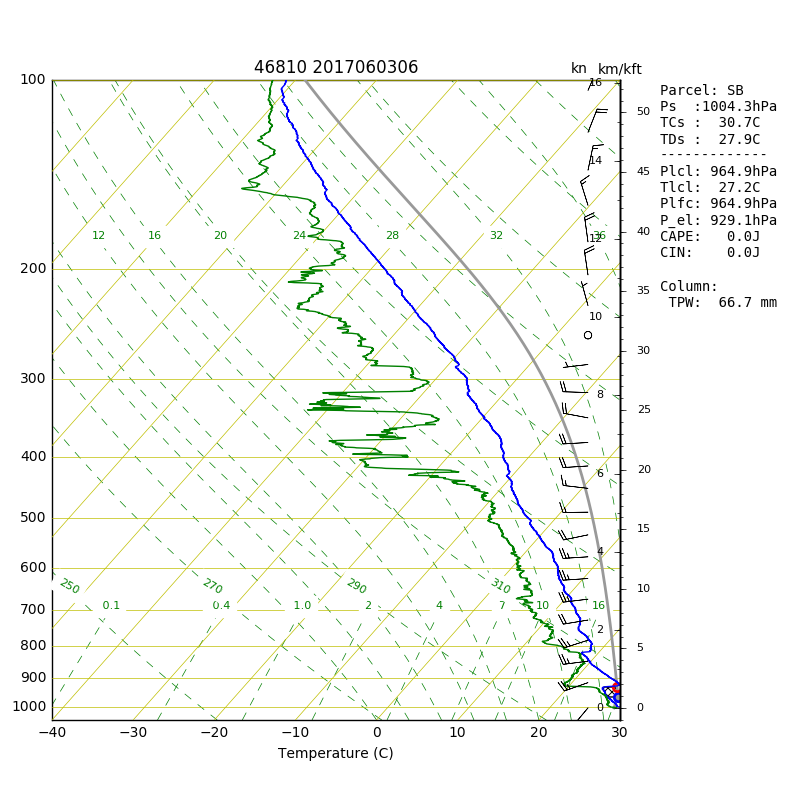 46810 2017060306
kn km/kft
Parcel: SB
Ps  :1004.3hPa
TCs :  30.7C
TDs :  27.9C
-------------
Plcl: 964.9hPa
Tlcl:  27.2C
Plfc: 964.9hPa
P_el: 929.1hPa
CAPE:   0.0J
CIN:    0.0J
Column:
TPW:  66.7 mm
100
200
300
400
500
600
700
800
900
1000
16
14
12
10
8
6
4
2
0
50
45
40
35
30
25
20
15
10
5
0
12 16 20 24 28 32 36
250 270 290 310
0.1 0.4 1.0 2 4 7 10 16
−40 −30 −20 −10 0 10 20 30
Temperature (C)